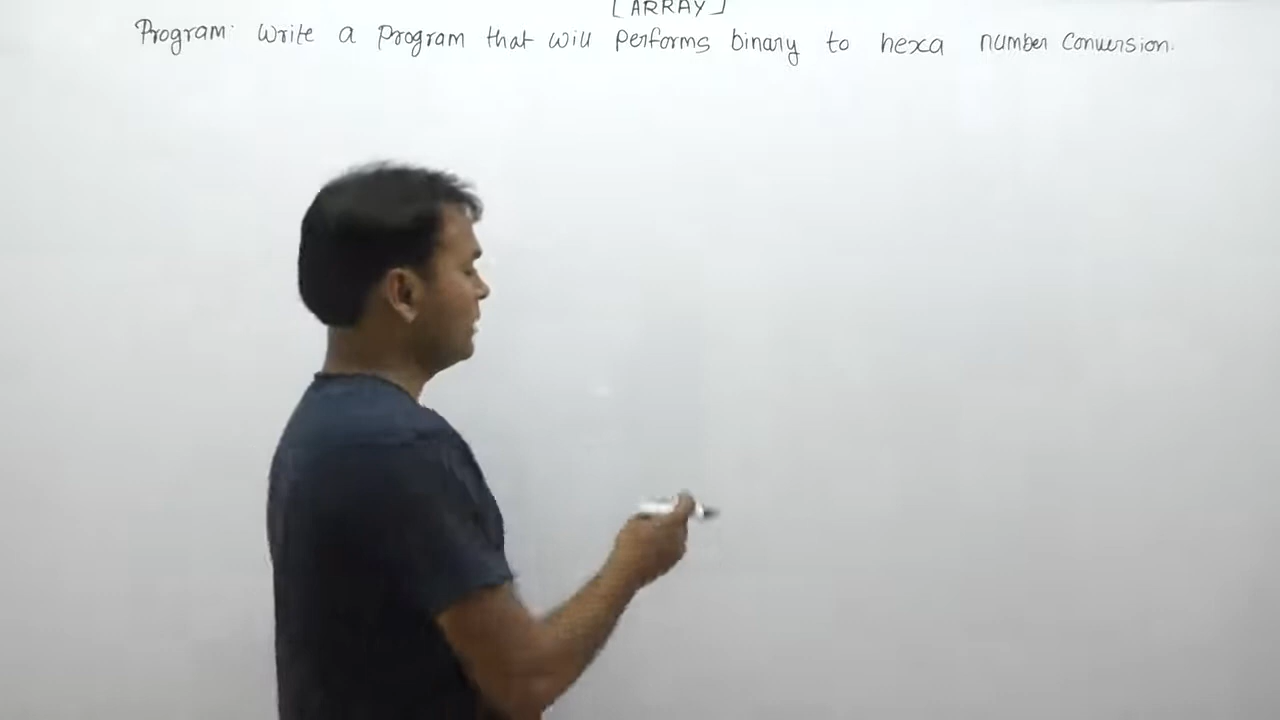 [ARRAY]
Program: Write a program that will performs binary to hexa number Conversion.